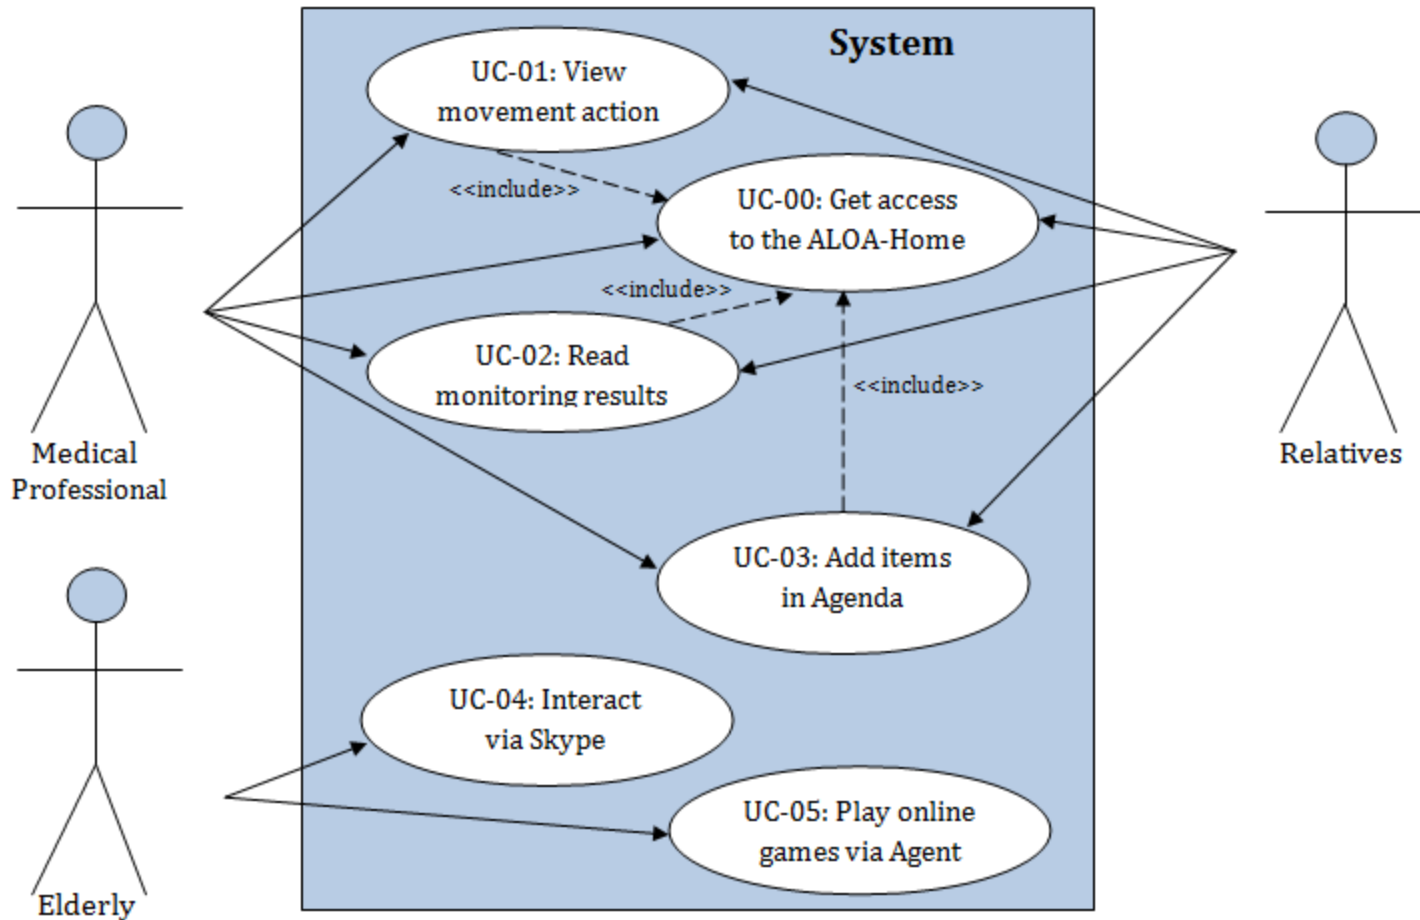 System
UC-01: View
movement action
<<include>>
UC-00: Get access
to the ALOA-Home
<<include>>
UC-02: Read
monitoring results
<<include>>
Medical
Professional
Relatives
UC-03: Add items
in Agenda
UC-04: Interact
via Skype
UC-05: Play online
games via Agent
Elderly